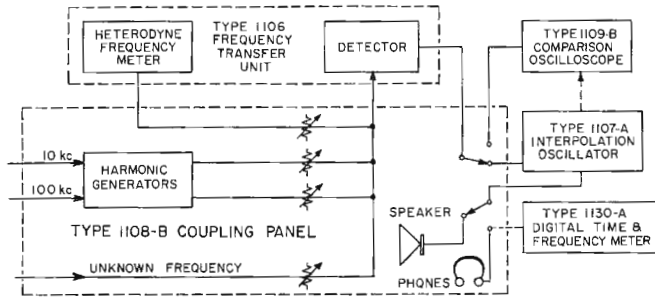 HETERODYNE
FREQUENCY
METER
TYPE 1106
FREQUENCY
TRANSFER
UNIT
DETECTOR
TYPE 1109-B
COMPARISON
OSCILLOSCOPE
TYPE 1107-A
INTERPOLATION
OSCILLATOR
10 kc
100 kc
HARMONIC
GENERATORS
SPEAKER
TYPE 1130-A
DIGITAL TIME &
FREQUENCY METER
TYPE 1108-B COUPLING PANEL
UNKNOWN FREQUENCY
PHONES